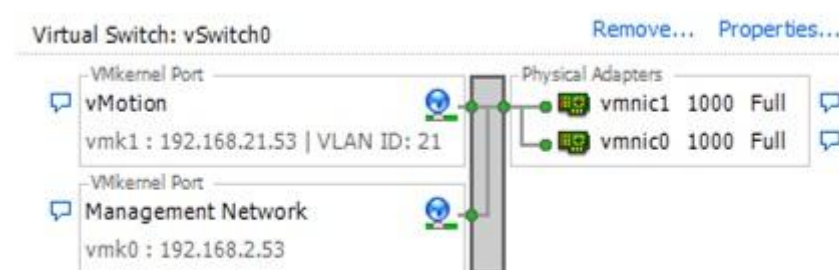 Virtual Switch: vSwitch0 Remove... Properties...
VMkernel Port
vMotion
vmk1 : 192.168.21.53 | VLAN ID: 21
VMkernel Port
Management Network
vmk0 : 192.168.2.53
Physical Adapters
vmnic1 1000 Full
vmnic0 1000 Full